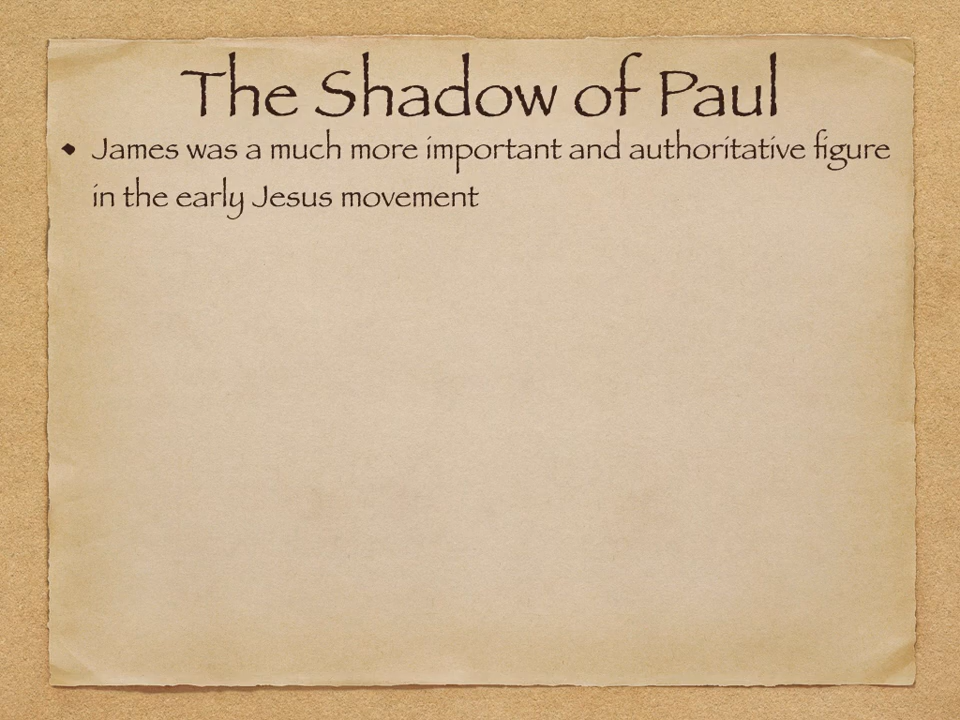 The Shadow of Paul
• James was a much more important and authoritative figure
in the early Jesus movement